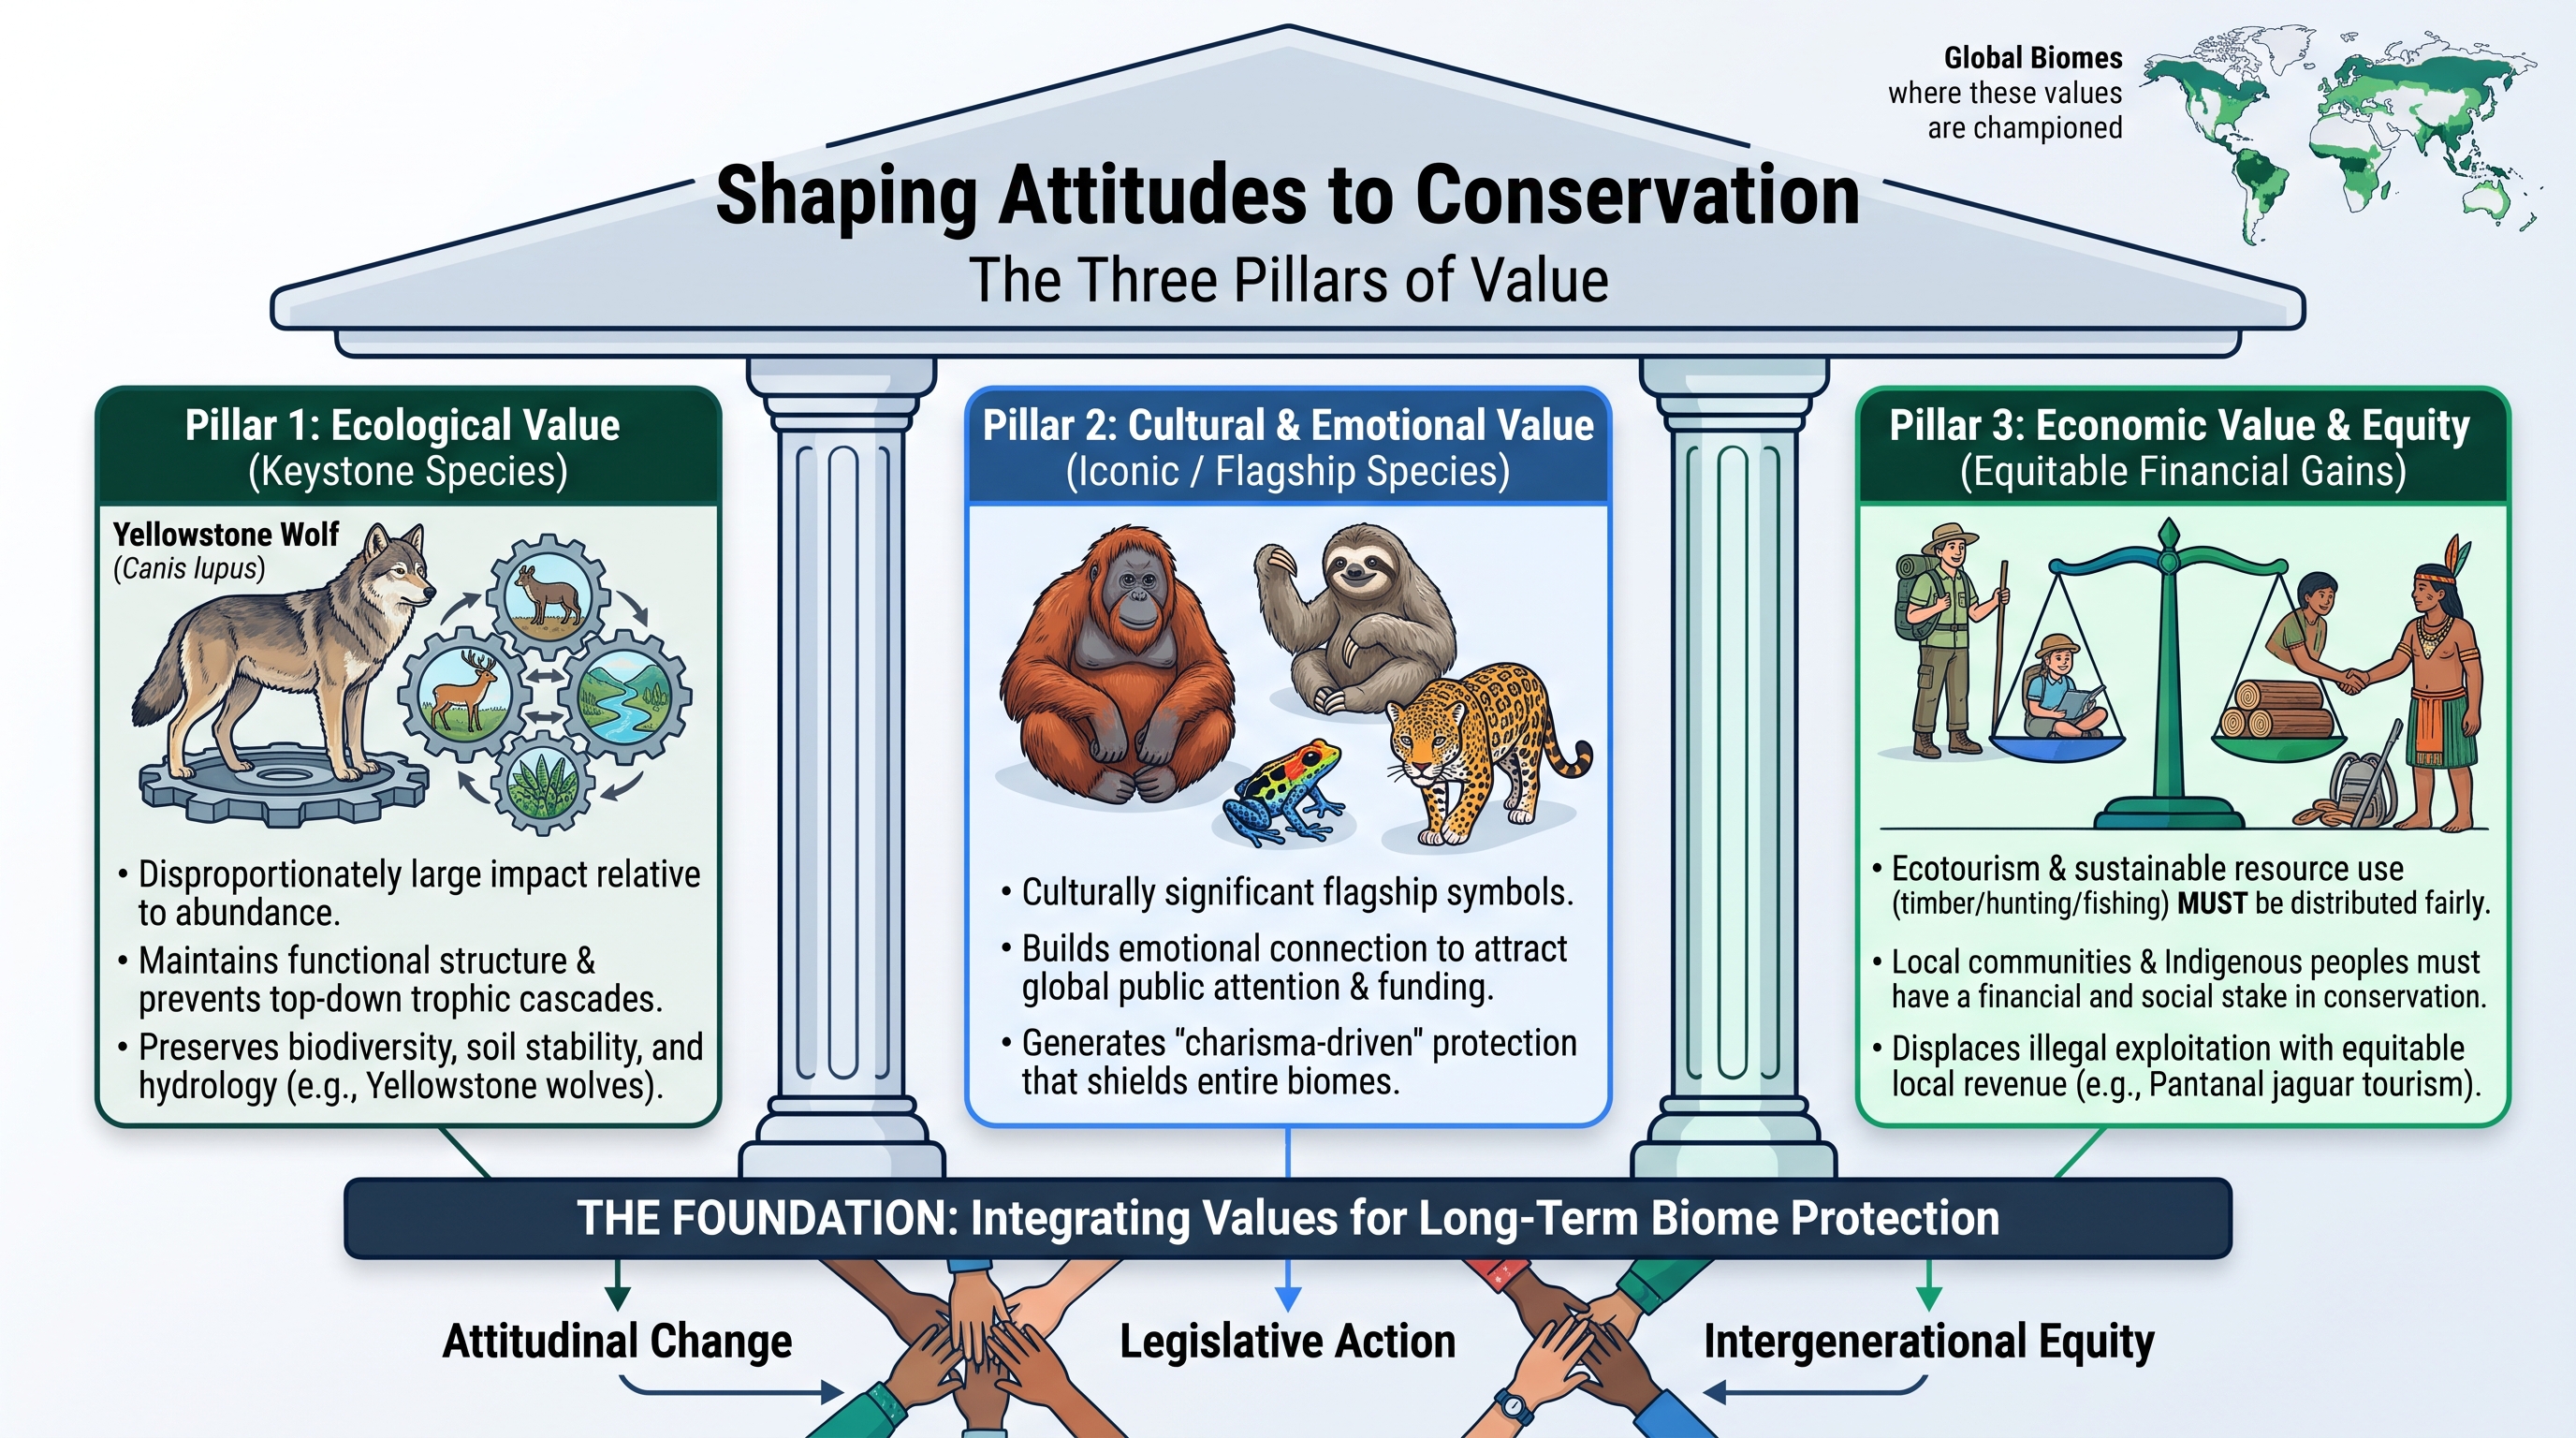 Global Biomes
where these values
are championed
Shaping Attitudes to Conservation
The Three Pillars of Value
Pillar 1: Ecological Value
(Keystone Species)
Yellowstone Wolf
(Canis lupus)
• Disproportionately large impact relative
to abundance.
• Maintains functional structure &
prevents top-down trophic cascades.
• Preserves biodiversity, soil stability, and
hydrology (e.g., Yellowstone wolves).
Pillar 2: Cultural & Emotional Value
(Iconic / Flagship Species)
• Culturally significant flagship symbols.
• Builds emotional connection to attract
global public attention & funding.
• Generates "charisma-driven" protection
that shields entire biomes.
Pillar 3: Economic Value & Equity
(Equitable Financial Gains)
• Ecotourism & sustainable resource use
(timber/hunting/fishing) MUST be distributed fairly.
• Local communities & Indigenous peoples must
have a financial and social stake in conservation.
• Displaces illegal exploitation with equitable
local revenue (e.g., Pantanal jaguar tourism).
THE FOUNDATION: Integrating Values for Long-Term Biome Protection
Attitudinal Change
Legislative Action
Intergenerational Equity